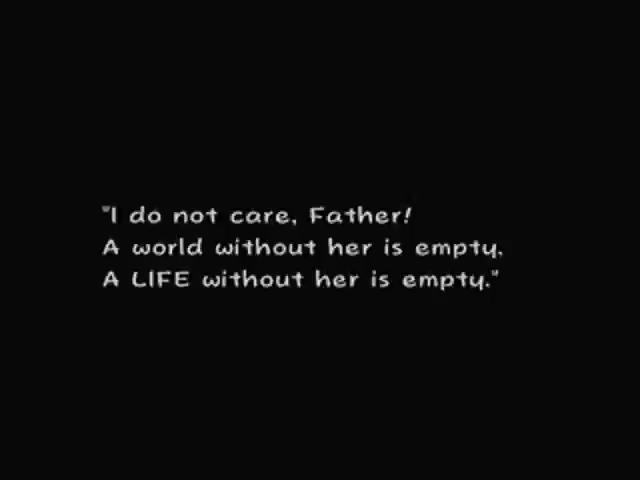 "I do not care, Father!
A world without her is empty.
A LIFE without her is empty."